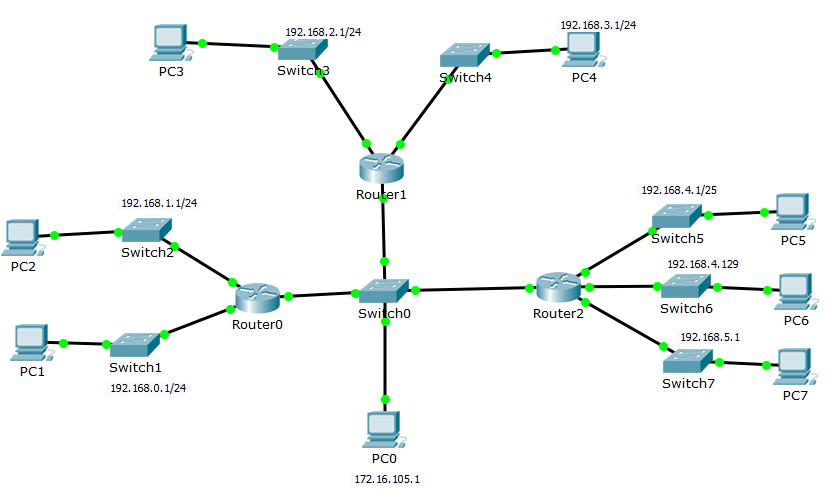 192.168.2.1/24
192.168.3.1/24
PC3
Switch3
Switch4
PC4
Router1
192.168.1.1/24
192.168.4.1/25
PC2
Switch2
Switch5
PC5
192.168.4.129
Router0
Switch0
Router2
Switch6
PC6
192.168.5.1
PC1
Switch1
Switch7
192.168.0.1/24
PC7
PC0
172.16.105.1